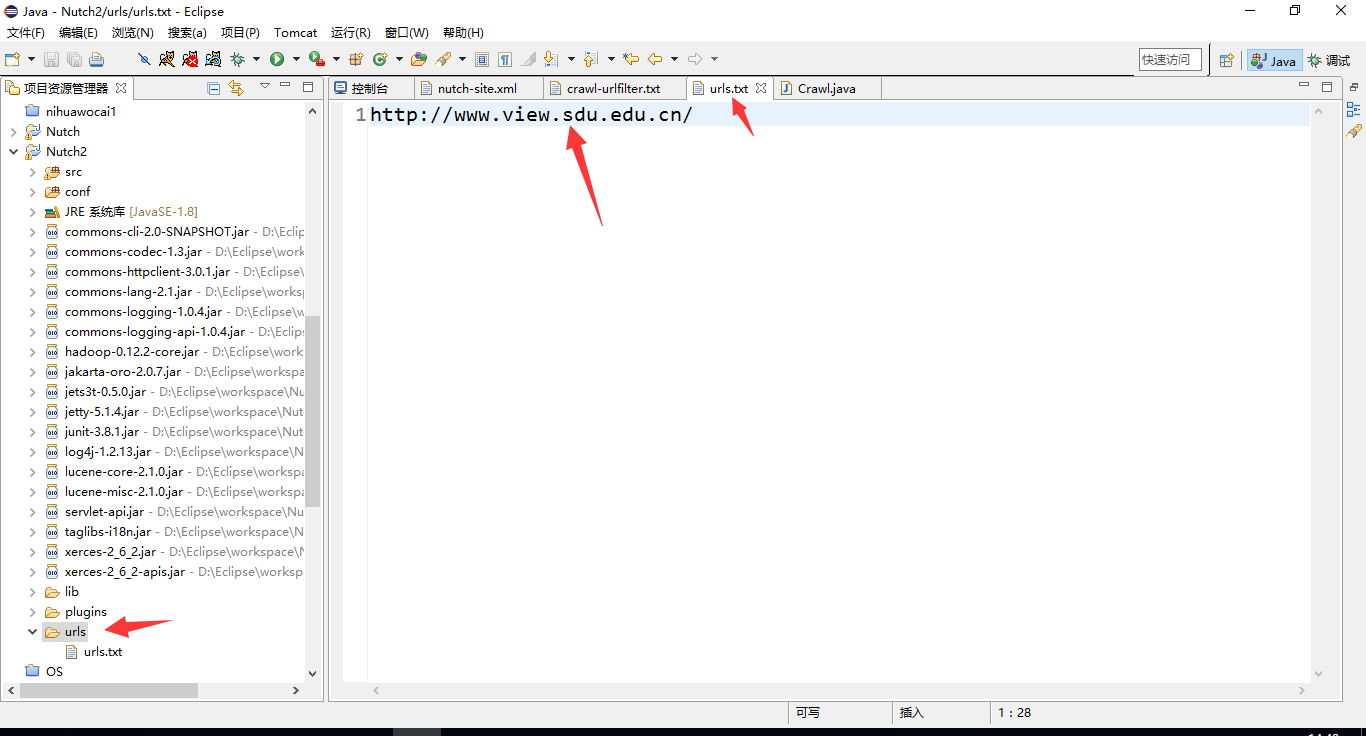 Java - Nutch2/urls/urls.txt - Eclipse
文件(F) 编辑(E) 浏览(N) 搜索(a) 项目(P) Tomcat 运行(R) 窗口(W) 帮助(H)
快速访问 Java 调试
项目资源管理器 控制台 nutch-site.xml crawl-urlfilter.txt urls.txt Crawl.java
1 http://www.view.sdu.edu.cn/
nihuawocai1
Nutch
Nutch2
src
conf
JRE 系统库 [JavaSE-1.8]
commons-cli-2.0-SNAPSHOT.jar - D:\Eclip
commons-codec-1.3.jar - D:\Eclipse\work
commons-httpclient-3.0.1.jar - D:\Eclipse\
commons-lang-2.1.jar - D:\Eclipse\works
commons-logging-1.0.4.jar - D:\Eclipse\w
commons-logging-api-1.0.4.jar - D:\Eclip
hadoop-0.12.2-core.jar - D:\Eclipse\work
jakarta-oro-2.0.7.jar - D:\Eclipse\workspa
jets3t-0.5.0.jar - D:\Eclipse\workspace\Nu
jetty-5.1.4.jar - D:\Eclipse\workspace\Nut
junit-3.8.1.jar - D:\Eclipse\workspace\Nut
log4j-1.2.13.jar - D:\Eclipse\workspace\N
lucene-core-2.1.0.jar - D:\Eclipse\workspa
lucene-misc-2.1.0.jar - D:\Eclipse\workspa
servlet-api.jar - D:\Eclipse\workspace\Nu
taglibs-i18n.jar - D:\Eclipse\workspace\N
xerces-2_6_2.jar - D:\Eclipse\workspace\N
xerces-2_6_2-apis.jar - D:\Eclipse\worksp
lib
plugins
urls
urls.txt
OS
可写 插入 1 : 28